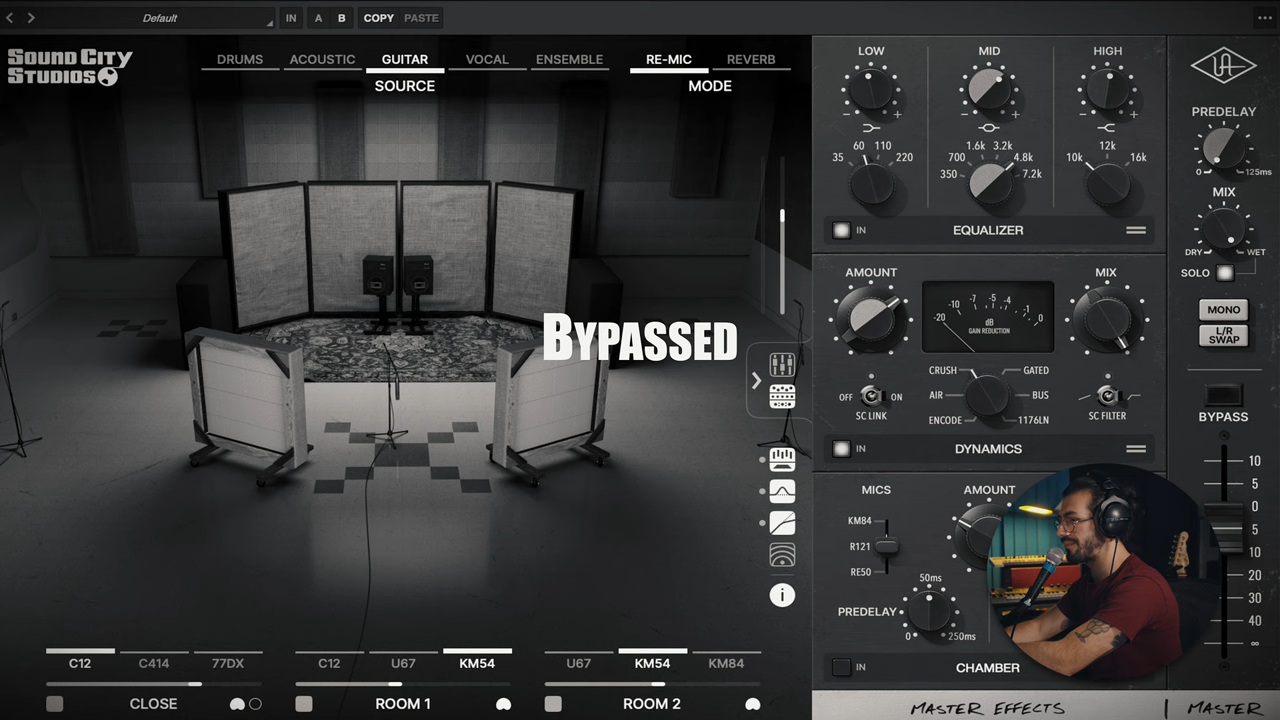 Default
IN
A
B
COPY
PASTE
SOUND CITY
STUDIOS
DRUMS
ACOUSTIC
GUITAR
VOCAL
ENSEMBLE
RE-MIC
REVERB
SOURCE
MODE
BYPASSED
C12
C414
77DX
C12
U67
KM54
U67
KM54
KM84
CLOSE
ROOM 1
ROOM 2
i
LOW
MID
HIGH
- +
- +
- +
35 60 110 220
350 700 1.6k 3.2k 4.8k 7.2k
10k 12k 16k
IN
EQUALIZER
AMOUNT
MIX
-20 -10 -7 -5 -4 -1 0
dB
GAIN REDUCTION
OFF ON
SC LINK
CRUSH
AIR
ENCODE
GATED
BUS
1176LN
SC FILTER
IN
DYNAMICS
MICS
KM84
R121
RE50
AMOUNT
50ms
PREDELAY
0 250ms
IN
CHAMBER
MASTER EFFECTS
UA
PREDELAY
0 125ms
MIX
DRY WET
SOLO
MONO
L/R
SWAP
BYPASS
10
5
0
5
10
20
30
40
∞
MASTER